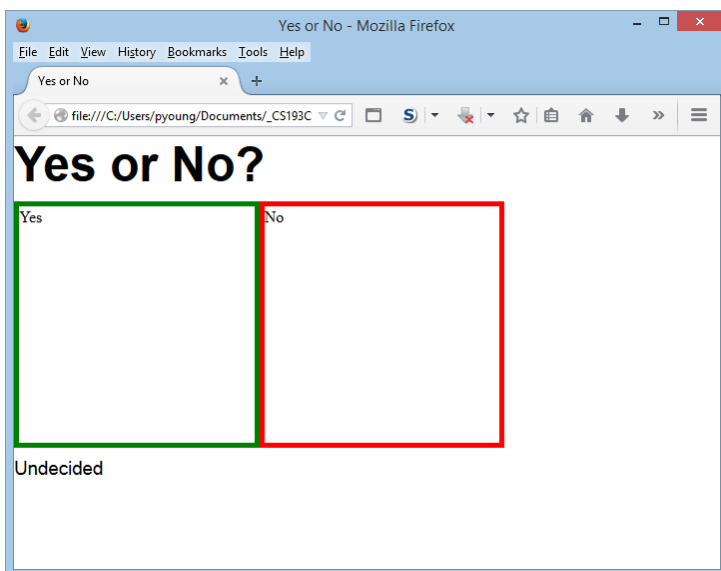 Yes or No - Mozilla Firefox
File Edit View History Bookmarks Tools Help
Yes or No
file:///C:/Users/pyoung/Documents/_CS193C
S)
Yes or No?
Yes No
Undecided